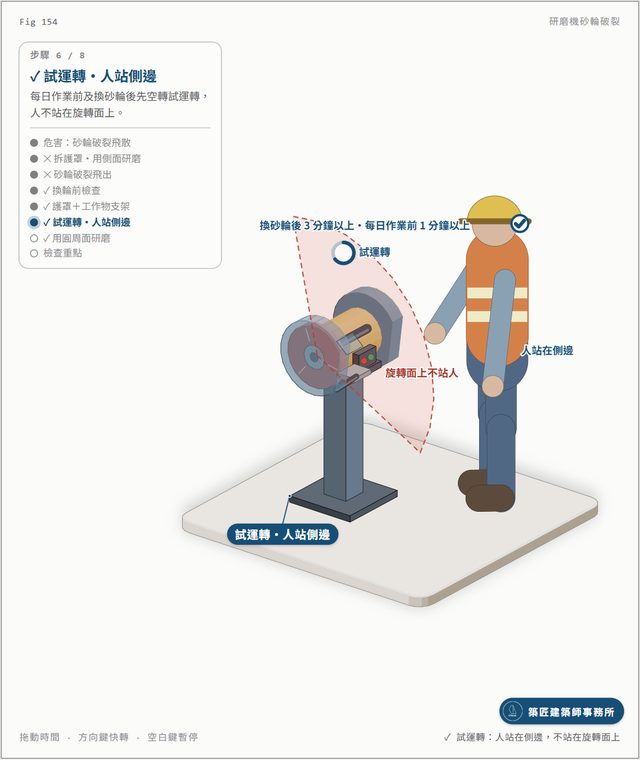 Fig 154
研磨機砂輪破裂
步驟 6 / 8
✓ 試運轉・人站側邊
每日作業前及換砂輪後先空轉試運轉，
人不站在旋轉面上。
危害：砂輪破裂飛散
✕ 拆護罩・用側面研磨
✕ 砂輪破裂飛出
✓ 換輪前檢查
✓ 護罩＋工作物支架
✓ 試運轉・人站側邊
✓ 用圓周面研磨
檢查重點
換砂輪後 3 分鐘以上・每日作業前 1 分鐘以上
試運轉
人站在側邊
旋轉面上不站人
試運轉・人站側邊
築匠建築師事務所
拖動時間 · 方向鍵快轉 · 空白鍵暫停
✓ 試運轉：人站在側邊，不站在旋轉面上